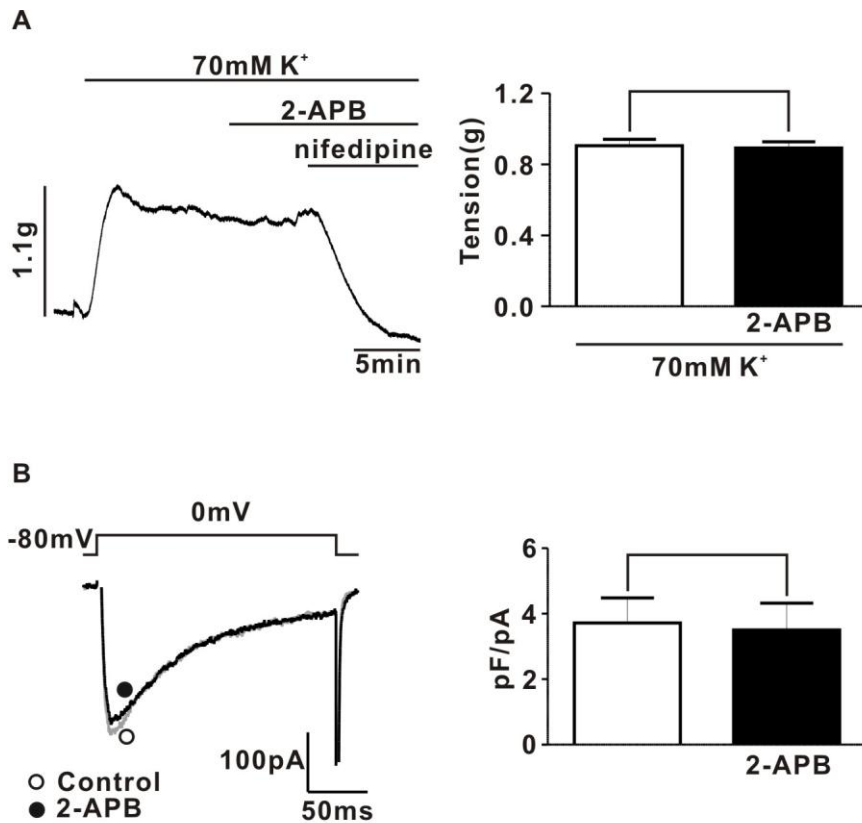 A
70mM K⁺
2-APB
nifedipine
1.1g
5min
Tension(g)
1.2
0.8
0.4
0.0
2-APB
70mM K⁺
B
0mV
-80mV
100pA
50ms
Control
2-APB
pF/pA
6
4
2
0
2-APB